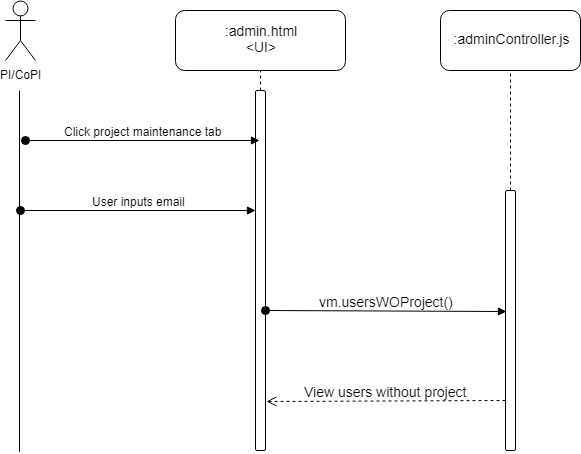 :admin.html
<UI>
:adminController.js
PI/CoPI
Click project maintenance tab
User inputs email
vm.usersWOProject()
View users without project